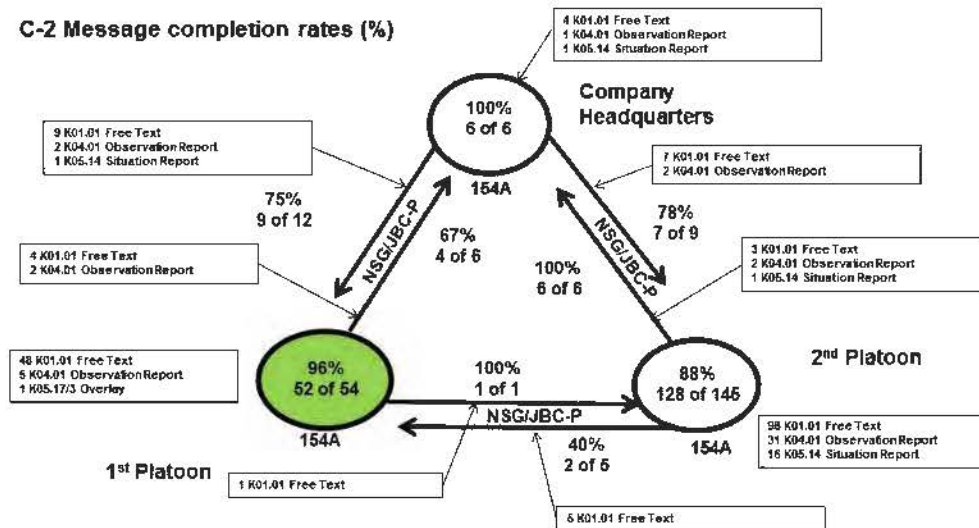 C-2 Message completion rates (%)
4 K01.01 Free Text
1 K04.01 Observation Report
1 K05.14 Situation Report
Company
Headquarters
100%
6 of 6
154A
9 K01.01 Free Text
2 K04.01 Observation Report
1 K05.14 Situation Report
7 K01.01 Free Text
2 K04.01 Observation Report
75%
9 of 12
NSG/JBC-P
67%
4 of 6
78%
7 of 9
NSG/JBC-P
100%
6 of 6
4 K01.01 Free Text
2 K04.01 Observation Report
3 K01.01 Free Text
2 K04.01 Observation Report
1 K05.14 Situation Report
48 K01.01 Free Text
5 K04.01 Observation Report
1 K05.17/3 Overlay
96%
52 of 54
154A
1st Platoon
100%
1 of 1
NSG/JBC-P
40%
2 of 5
88%
128 of 145
154A
2nd Platoon
98 K01.01 Free Text
31 K04.01 Observation Report
16 K05.14 Situation Report
1 K01.01 Free Text
5 K01.01 Free Text